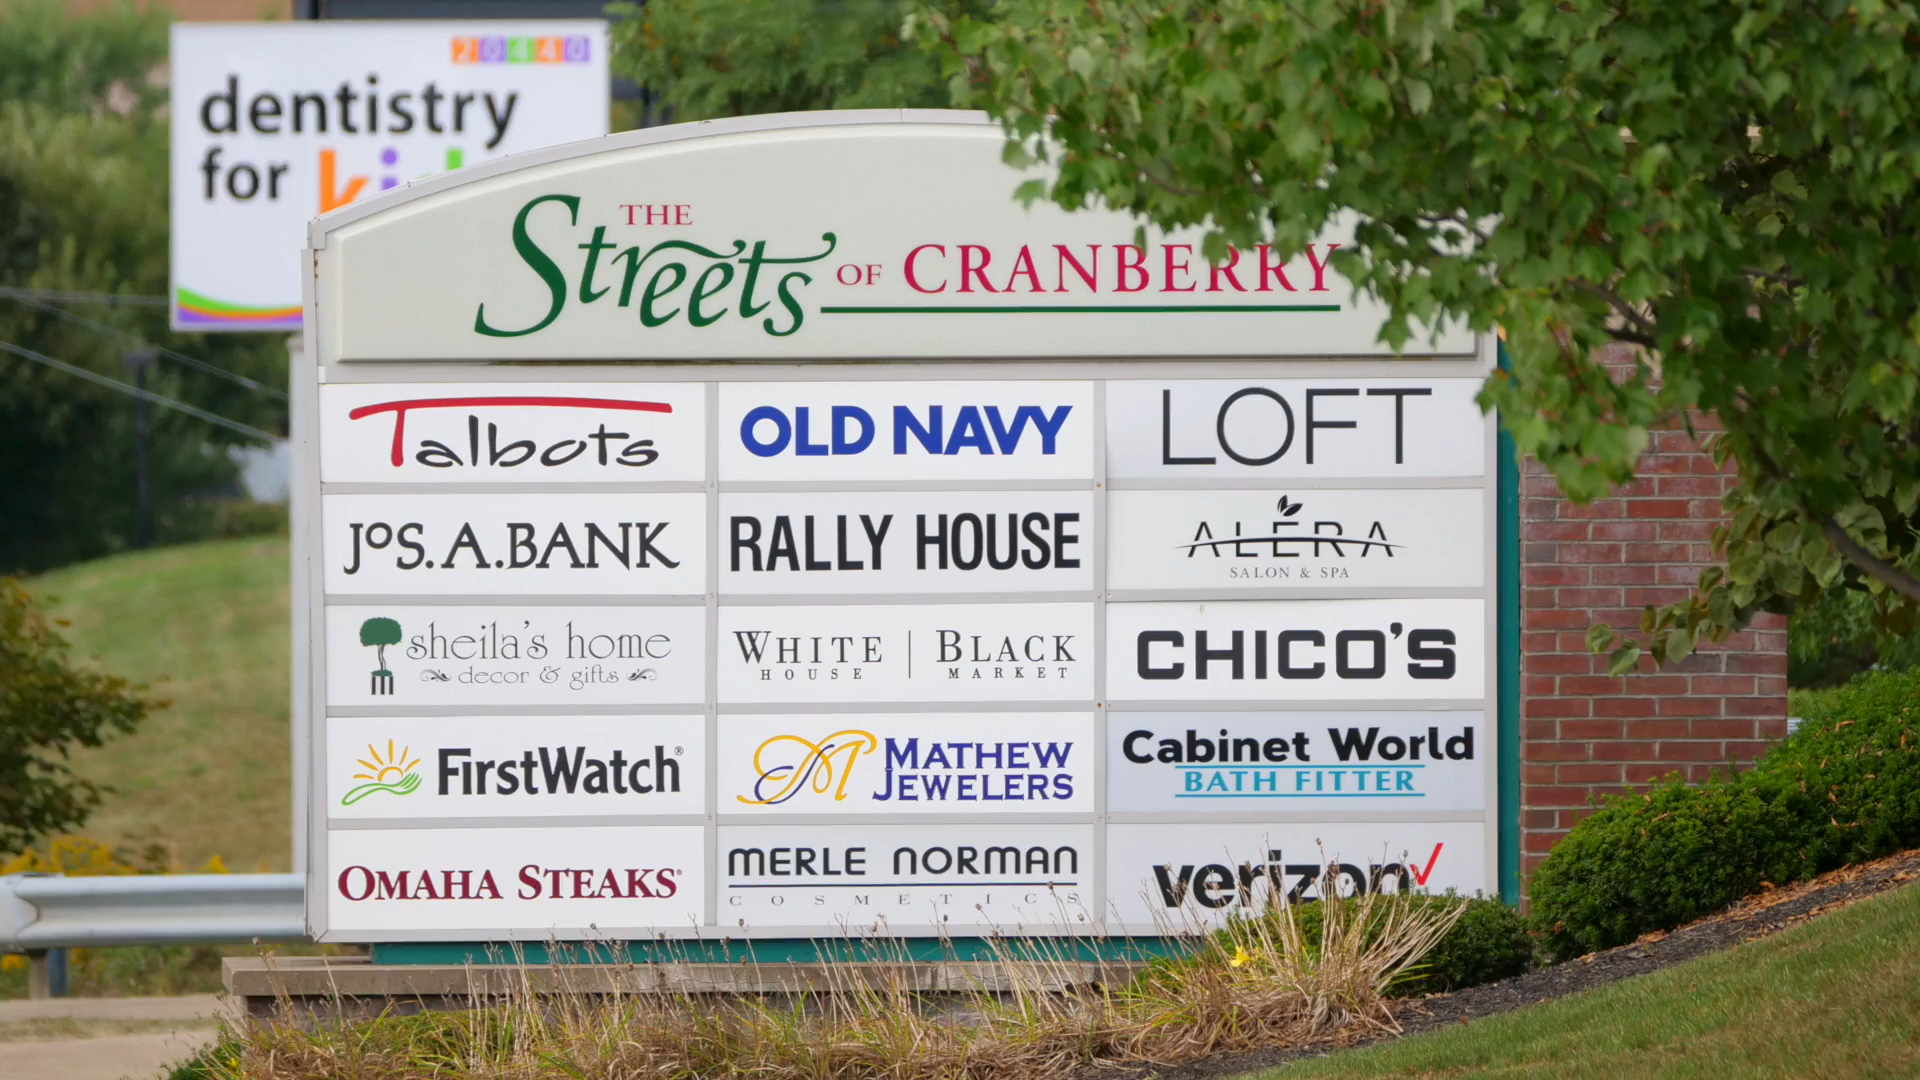 20440
dentistry
for
THE
Streets OF CRANBERRY
Talbots
OLD NAVY
LOFT
JoS. A. BANK
RALLY HOUSE
ALERA
SALON & SPA
sheila's home
decor & gifts
WHITE | BLACK
HOUSE MARKET
CHICO'S
FirstWatch®
MATHEW
JEWELERS
Cabinet World
BATH FITTER
OMAHA STEAKS
MERLE NORMAN
COSMETICS
verizon